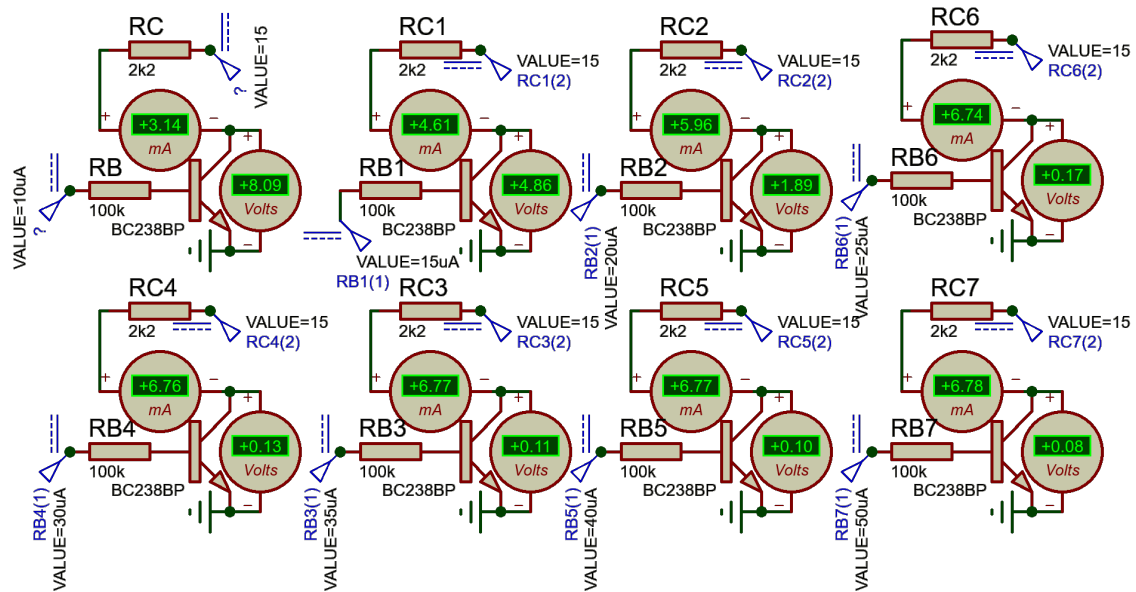 RC
2k2
VALUE=15
?
+
−
+3.14
mA
+
+8.09
Volts
−
RB
100k
VALUE=10uA
?
BC238BP
RC1
2k2
VALUE=15
RC1(2)
+
−
+4.61
mA
+
+4.86
Volts
−
RB1
100k
BC238BP
VALUE=15uA
RB1(1)
RC2
2k2
VALUE=15
RC2(2)
+
−
+5.96
mA
+
+1.89
Volts
−
RB2
100k
BC238BP
RB2(1)
VALUE=20uA
RC6
2k2
VALUE=15
RC6(2)
+
−
+6.74
mA
+
+0.17
Volts
−
RB6
100k
BC238BP
RB6(1)
VALUE=25uA
RC4
2k2
VALUE=15
RC4(2)
+
−
+6.76
mA
+
+0.13
Volts
−
RB4
100k
BC238BP
RB4(1)
VALUE=30uA
RC3
2k2
VALUE=15
RC3(2)
+
−
+6.77
mA
+
+0.11
Volts
−
RB3
100k
BC238BP
RB3(1)
VALUE=35uA
RC5
2k2
VALUE=15
RC5(2)
+
−
+6.77
mA
+
+0.10
Volts
−
RB5
100k
BC238BP
RB5(1)
VALUE=40uA
RC7
2k2
VALUE=15
RC7(2)
+
−
+6.78
mA
+
+0.08
Volts
−
RB7
100k
BC238BP
RB7(1)
VALUE=50uA